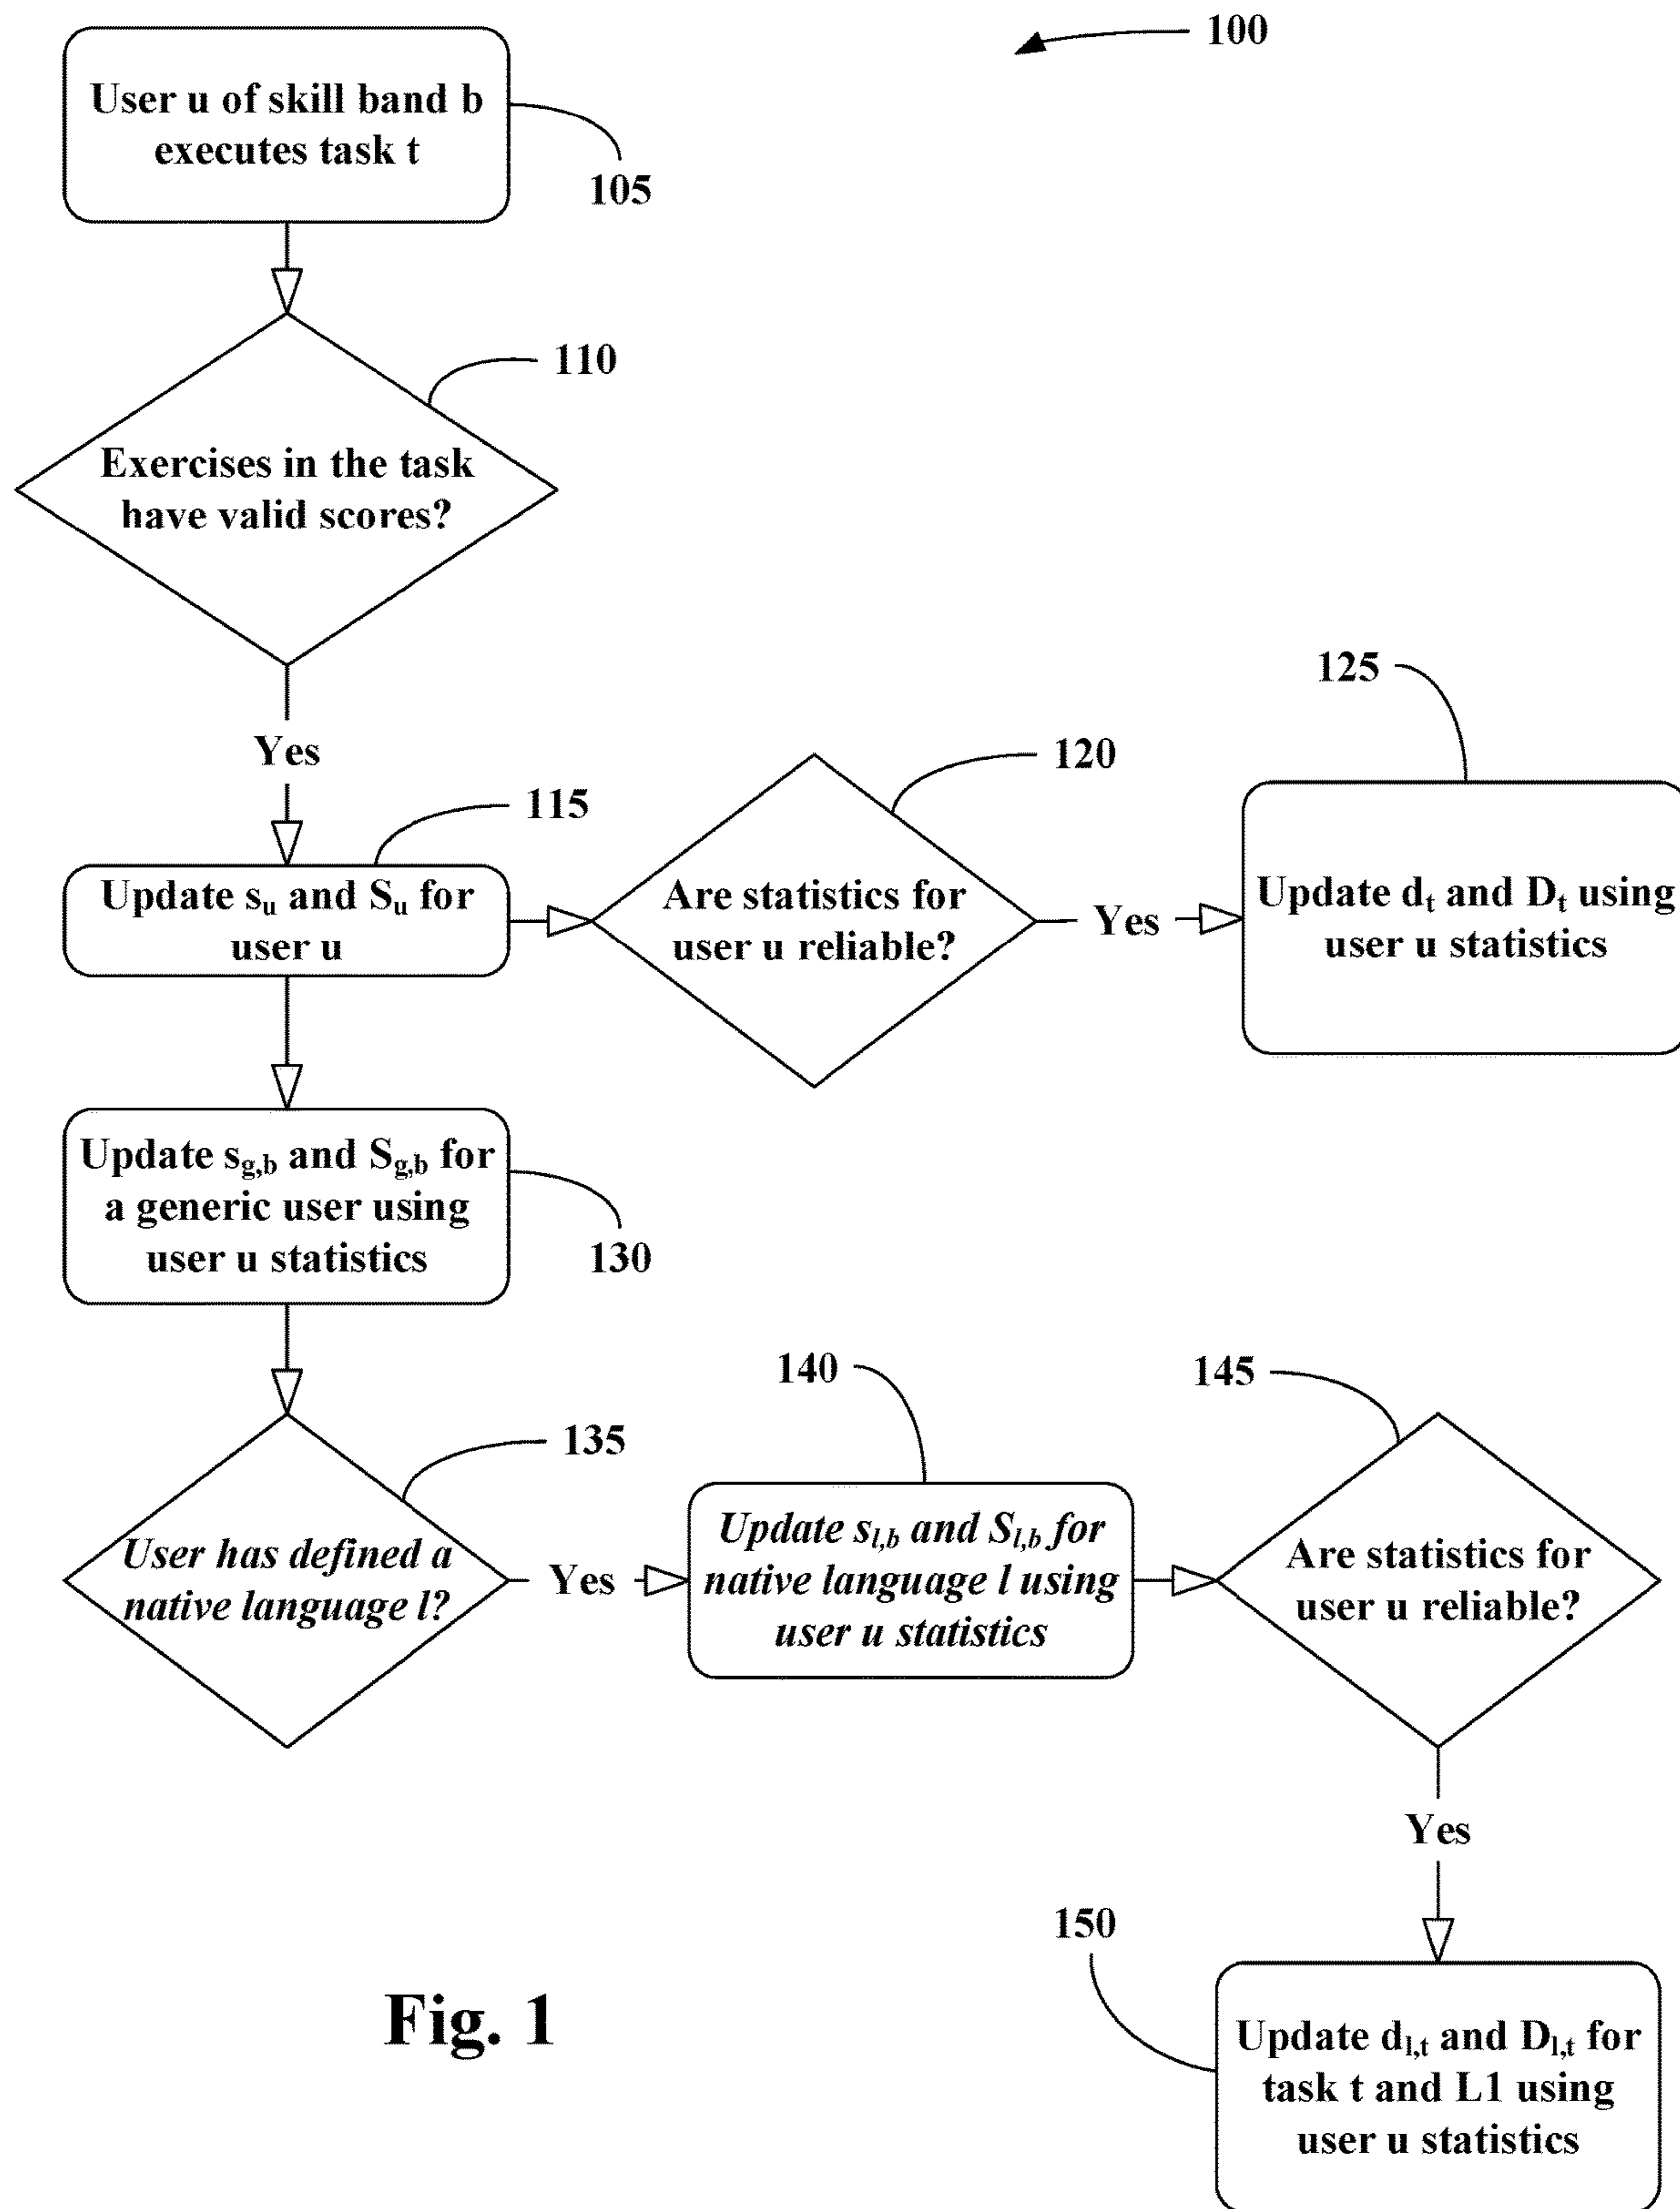 100
User u of skill band b
executes task t
105
110
Exercises in the task
have valid scores?
Yes
115
Update su and Su for
user u
120
Are statistics for
user u reliable?
Yes
125
Update dt and Dt using
user u statistics
Update sg,b and Sg,b for
a generic user using
user u statistics
130
135
User has defined a
native language l?
Yes
140
Update sl,b and Sl,b for
native language l using
user u statistics
145
Are statistics for
user u reliable?
Yes
150
Update dl,t and Dl,t for
task t and L1 using
user u statistics
Fig. 1